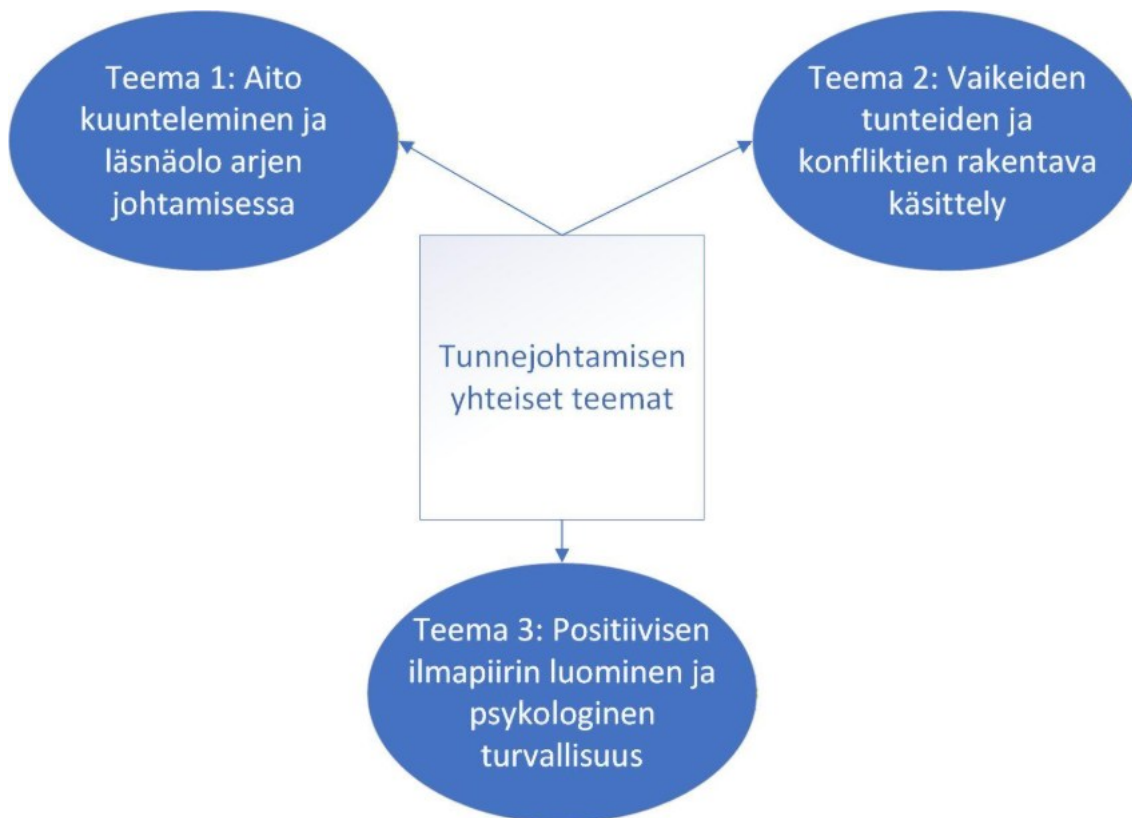 Teema 1: Aito
kuunteleminen ja
läsnäolo arjen
johtamisessa
Teema 2: Vaikeiden
tunteiden ja
konfliktien rakentava
käsittely
Tunnejohtamisen
yhteiset teemat
Teema 3: Positiivisen
ilmapiirin luominen ja
psykologinen
turvallisuus